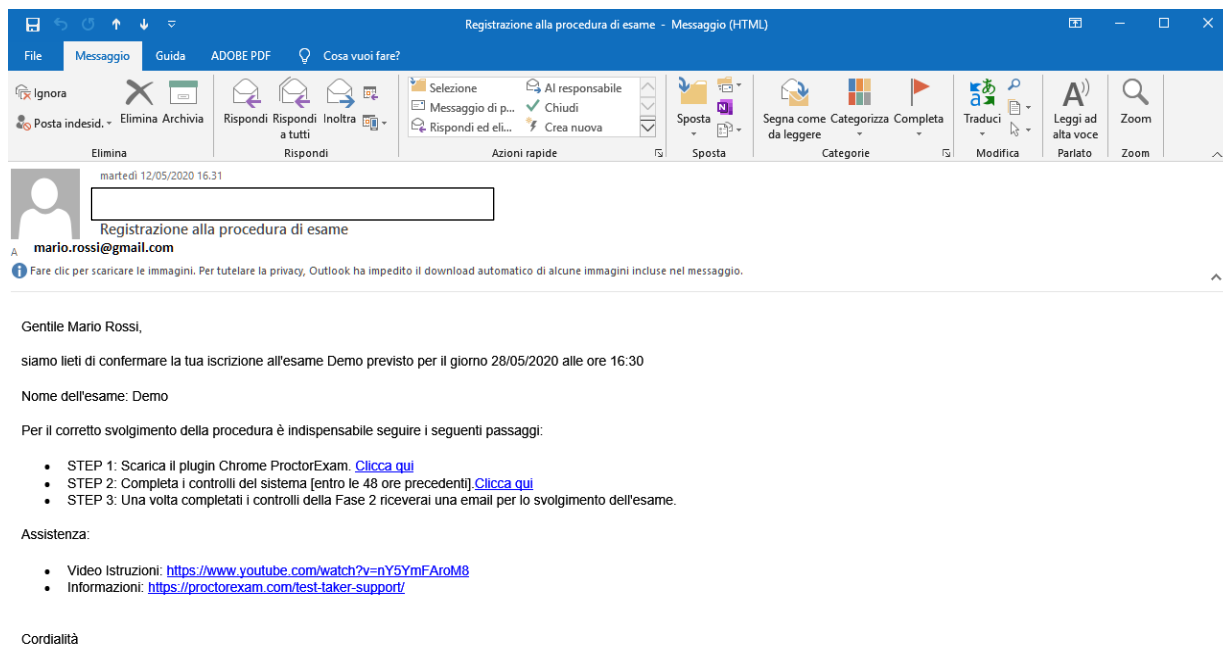 Registrazione alla procedura di esame - Messaggio (HTML)
File Messaggio Guida ADOBE PDF Cosa vuoi fare?
Ignora
Posta indesid.
Elimina Archivia
Elimina
Rispondi Rispondi a tutti Inoltra
Rispondi
Selezione Al responsabile
Messaggio di p... Chiudi
Rispondi ed eli... Crea nuova
Azioni rapide
Sposta
Sposta
Segna come da leggere Categorizza Completa
Categorie
Traduci
Modifica
Leggi ad alta voce
Parlato
Zoom
Zoom
martedì 12/05/2020 16.31
Registrazione alla procedura di esame
A mario.rossi@gmail.com
Fare clic per scaricare le immagini. Per tutelare la privacy, Outlook ha impedito il download automatico di alcune immagini incluse nel messaggio.
Gentile Mario Rossi,
siamo lieti di confermare la tua iscrizione all'esame Demo previsto per il giorno 28/05/2020 alle ore 16:30
Nome dell'esame: Demo
Per il corretto svolgimento della procedura è indispensabile seguire i seguenti passaggi:
• STEP 1: Scarica il plugin Chrome ProctorExam. Clicca qui
• STEP 2: Completa i controlli del sistema [entro le 48 ore precedenti].Clicca qui
• STEP 3: Una volta completati i controlli della Fase 2 riceverai una email per lo svolgimento dell'esame.
Assistenza:
• Video Istruzioni: https://www.youtube.com/watch?v=nY5YmFAroM8
• Informazioni: https://proctorexam.com/test-taker-support/
Cordialità